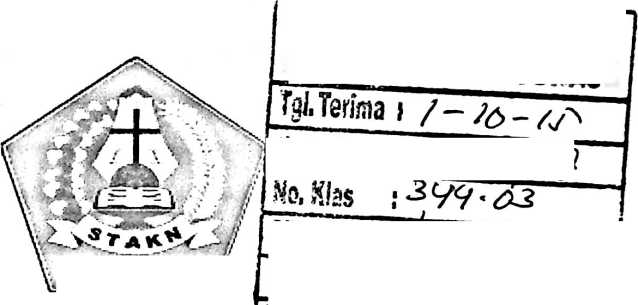 Tgl. Terima : 1-10-15
No. Klas : 344.03
STAKN